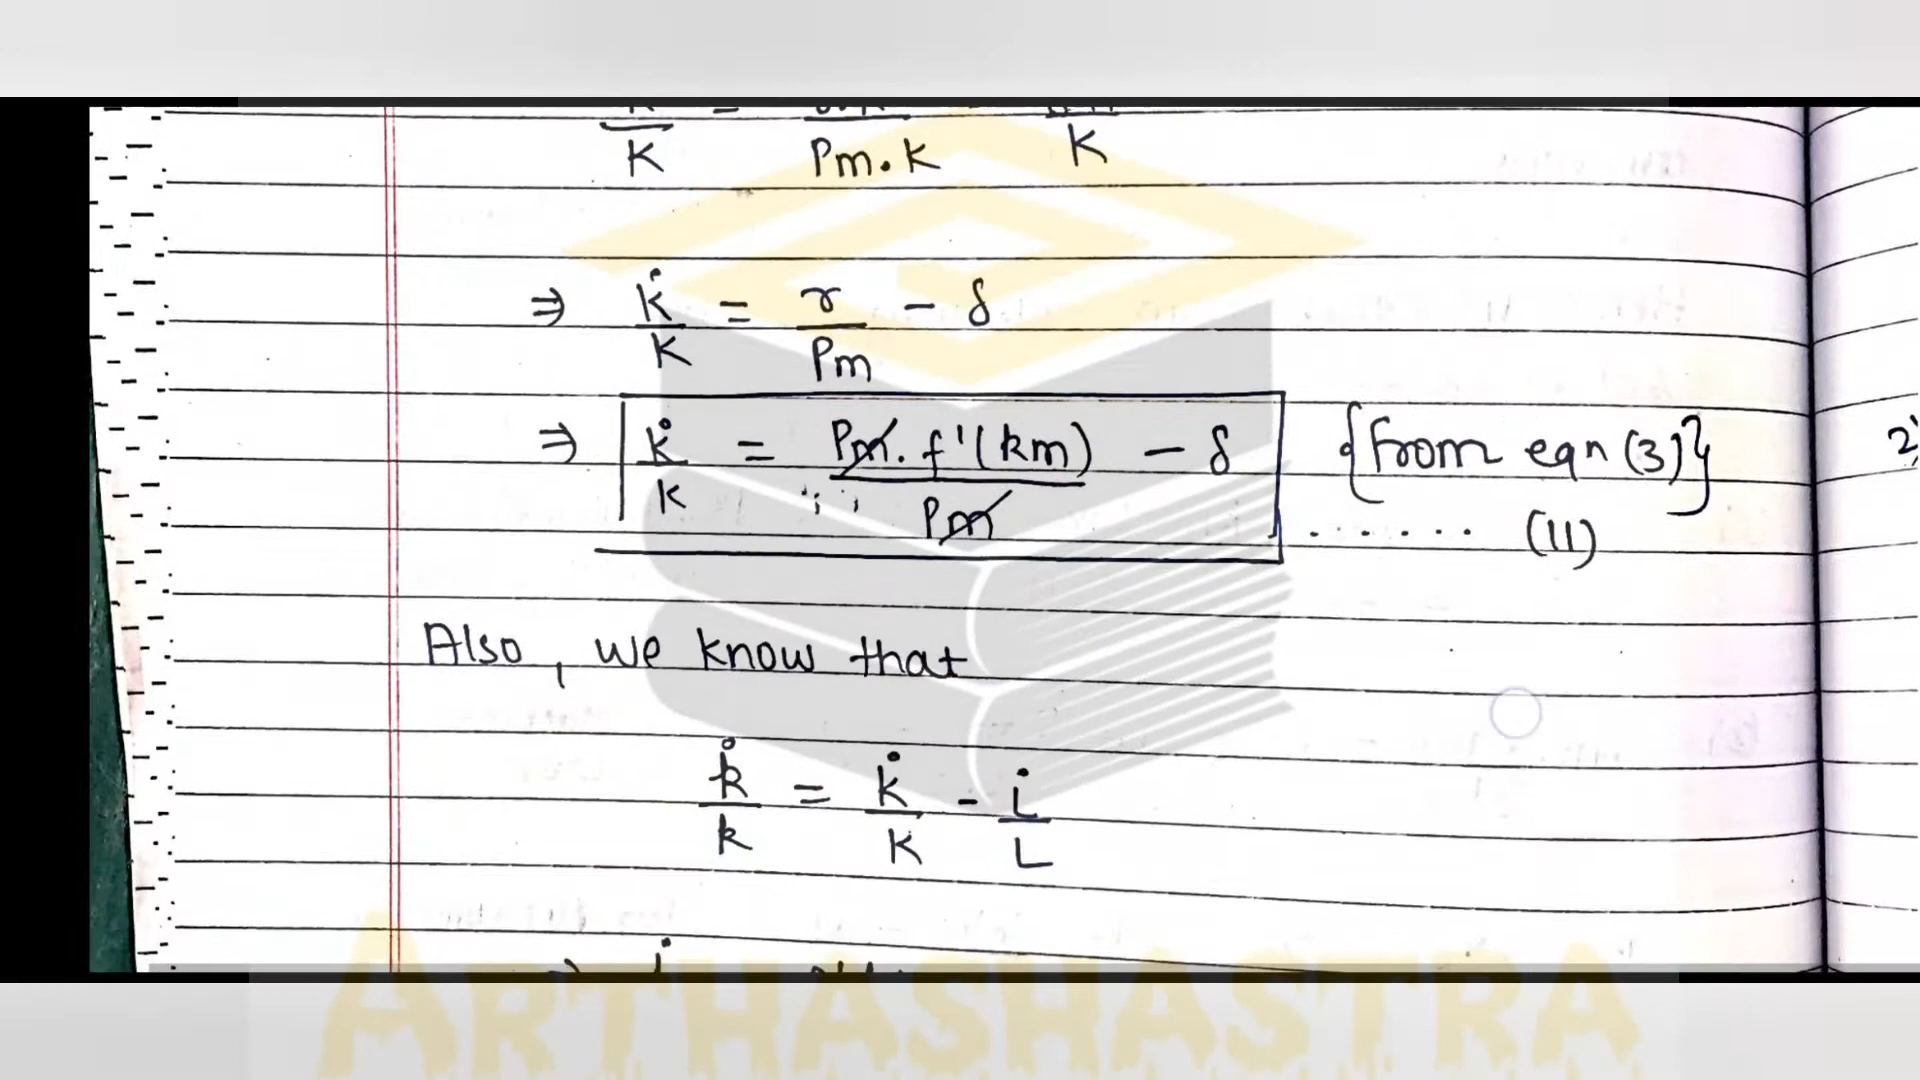 K / K = / Pm.K K
⇒ K̇/K = r/Pm - δ
⇒ K̇/K = Pm. f'(km)/Pm - δ {From eqn (3)}
...... (11)
Also, we know that
k̇/k = K̇/K - L̇/L
ARTHASHASTRA